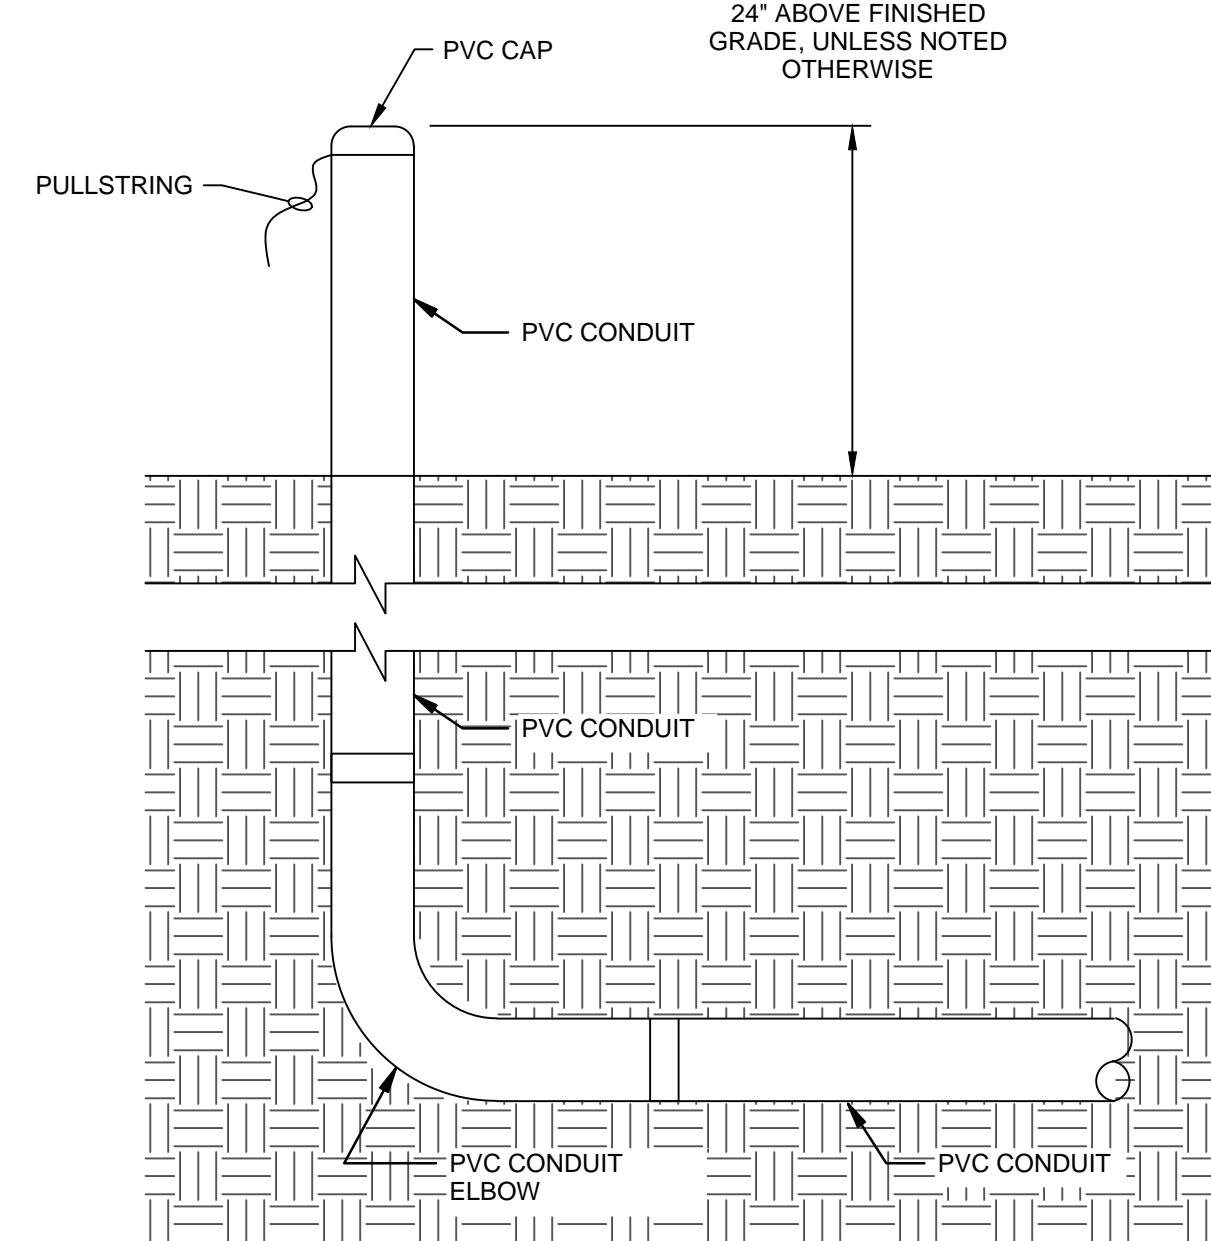 24" ABOVE FINISHED
GRADE, UNLESS NOTED
OTHERWISE
PVC CAP
PULLSTRING
PVC CONDUIT
PVC CONDUIT
PVC CONDUIT
ELBOW
PVC CONDUIT